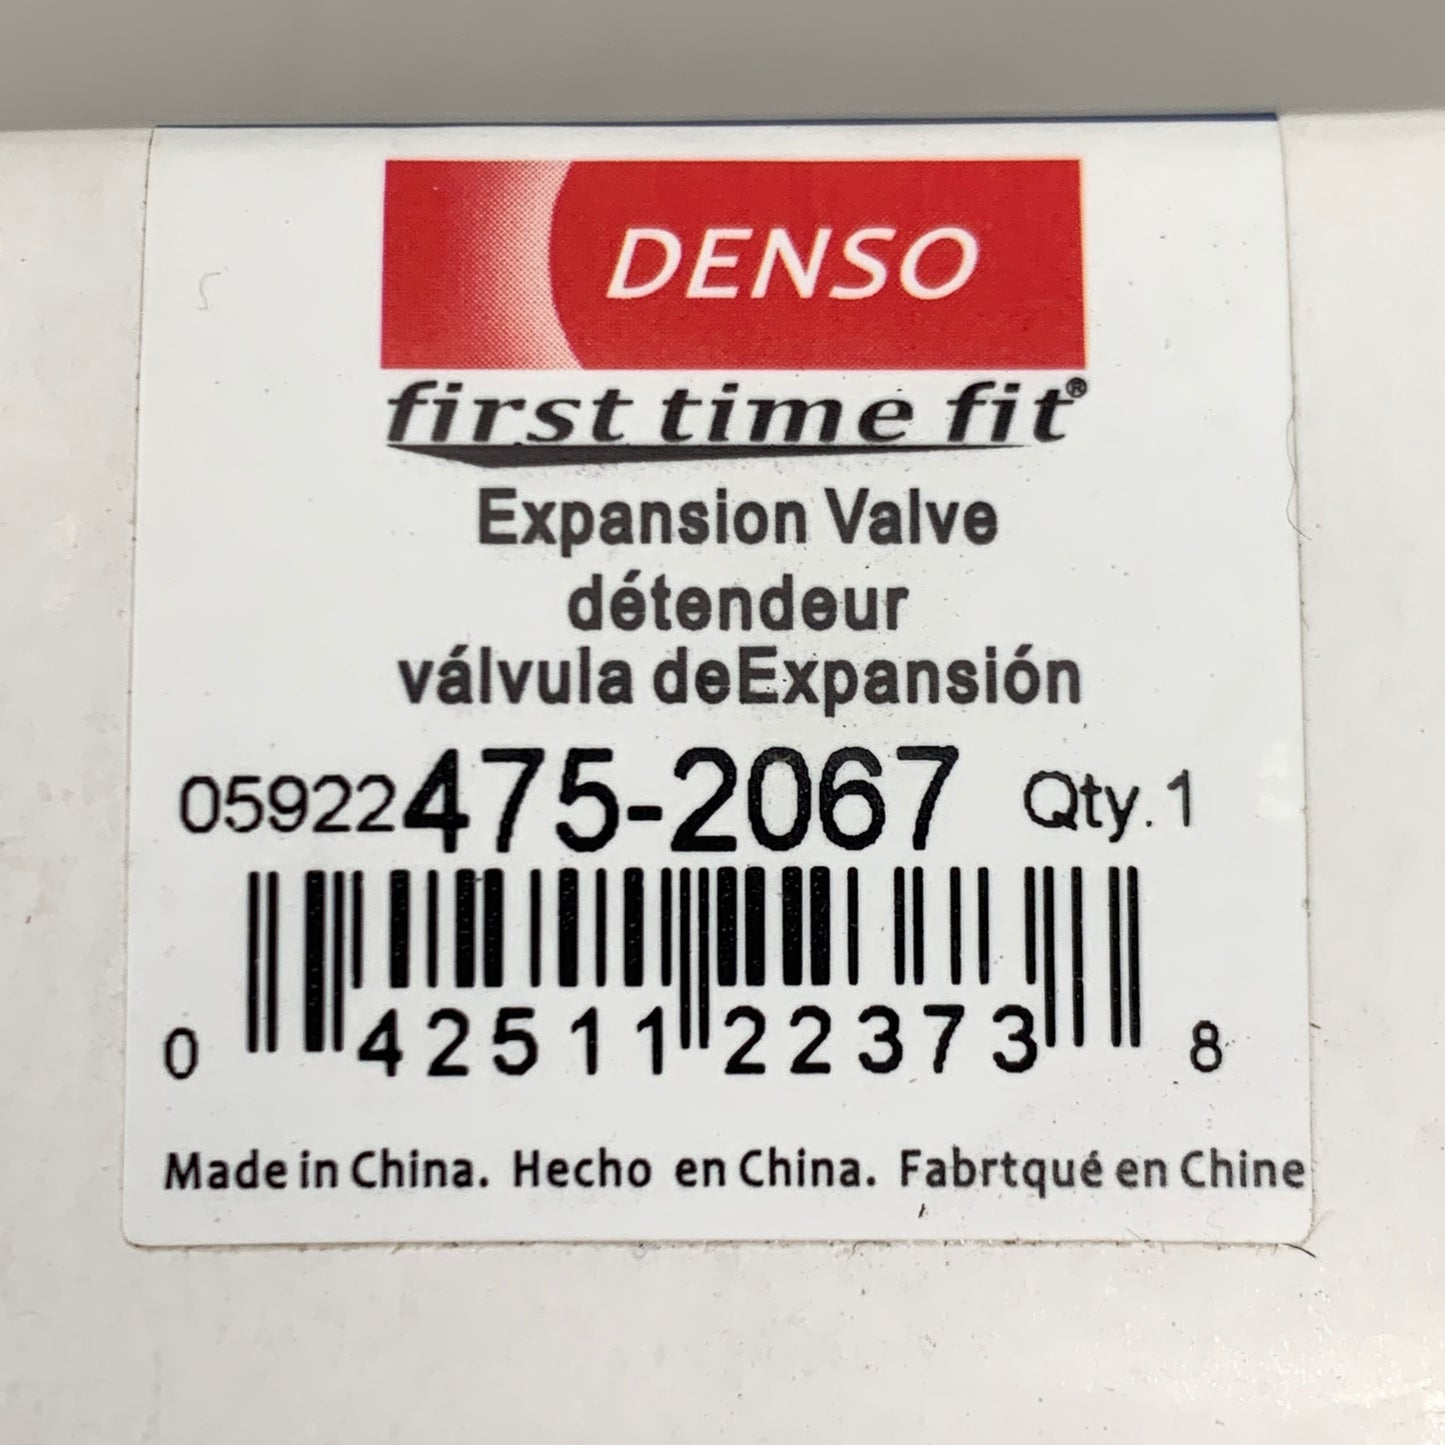 DENSO
first time fit®
Expansion Valve
détendeur
válvula deExpansión
05922475-2067 Qty.1
0 42511 22373 8
Made in China. Hecho en China. Fabrtqué en Chine